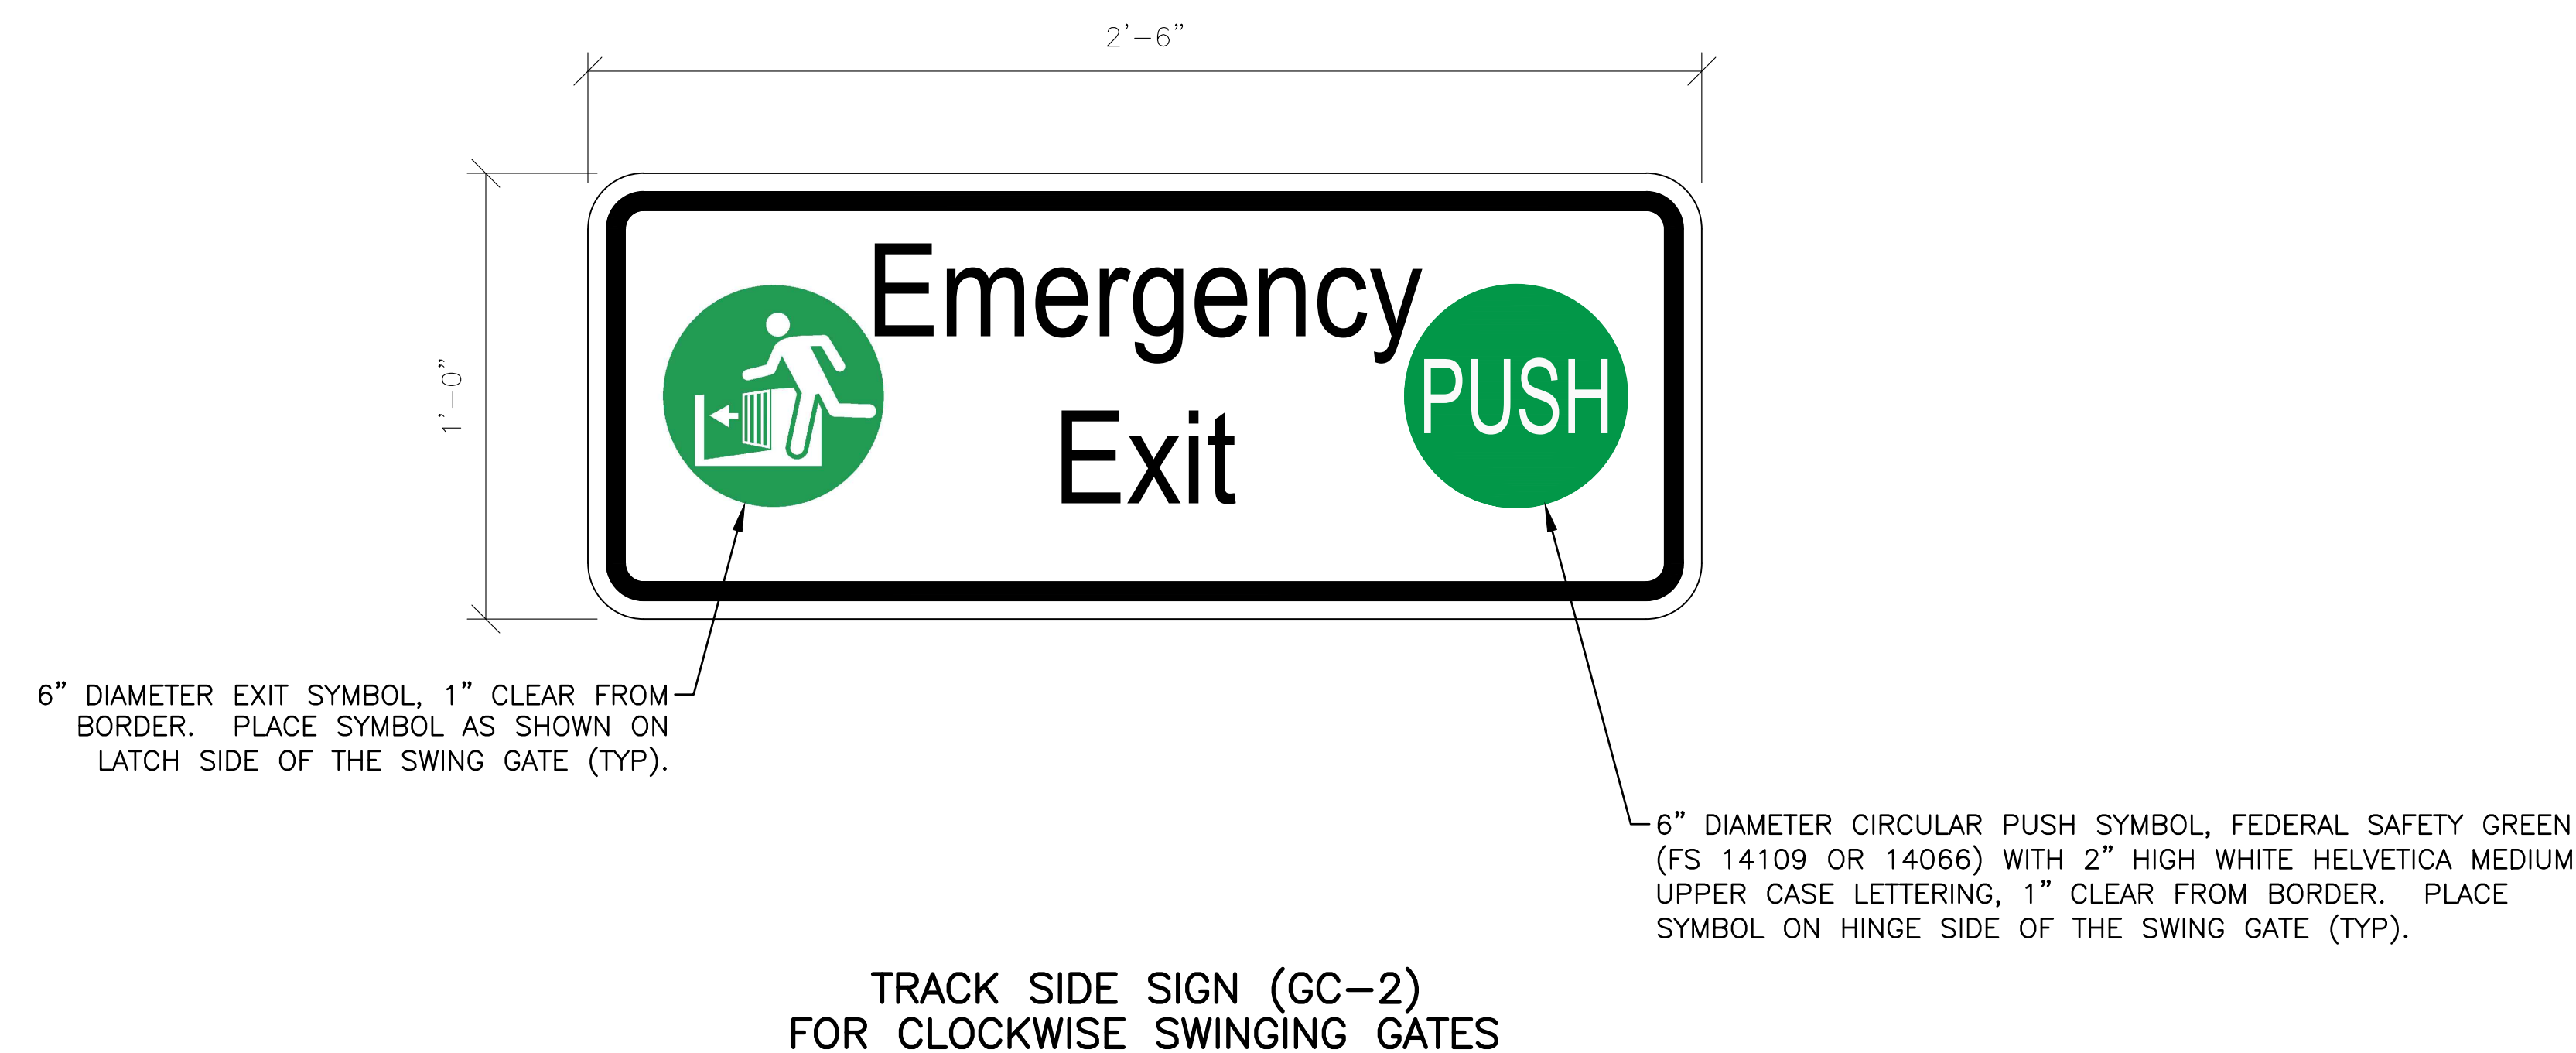 2'-6"
1'-0"
Emergency
Exit
PUSH
6" DIAMETER EXIT SYMBOL, 1" CLEAR FROM
BORDER. PLACE SYMBOL AS SHOWN ON
LATCH SIDE OF THE SWING GATE (TYP).
6" DIAMETER CIRCULAR PUSH SYMBOL, FEDERAL SAFETY GREEN
(FS 14109 OR 14066) WITH 2" HIGH WHITE HELVETICA MEDIUM
UPPER CASE LETTERING, 1" CLEAR FROM BORDER. PLACE
SYMBOL ON HINGE SIDE OF THE SWING GATE (TYP).
TRACK SIDE SIGN (GC-2)
FOR CLOCKWISE SWINGING GATES